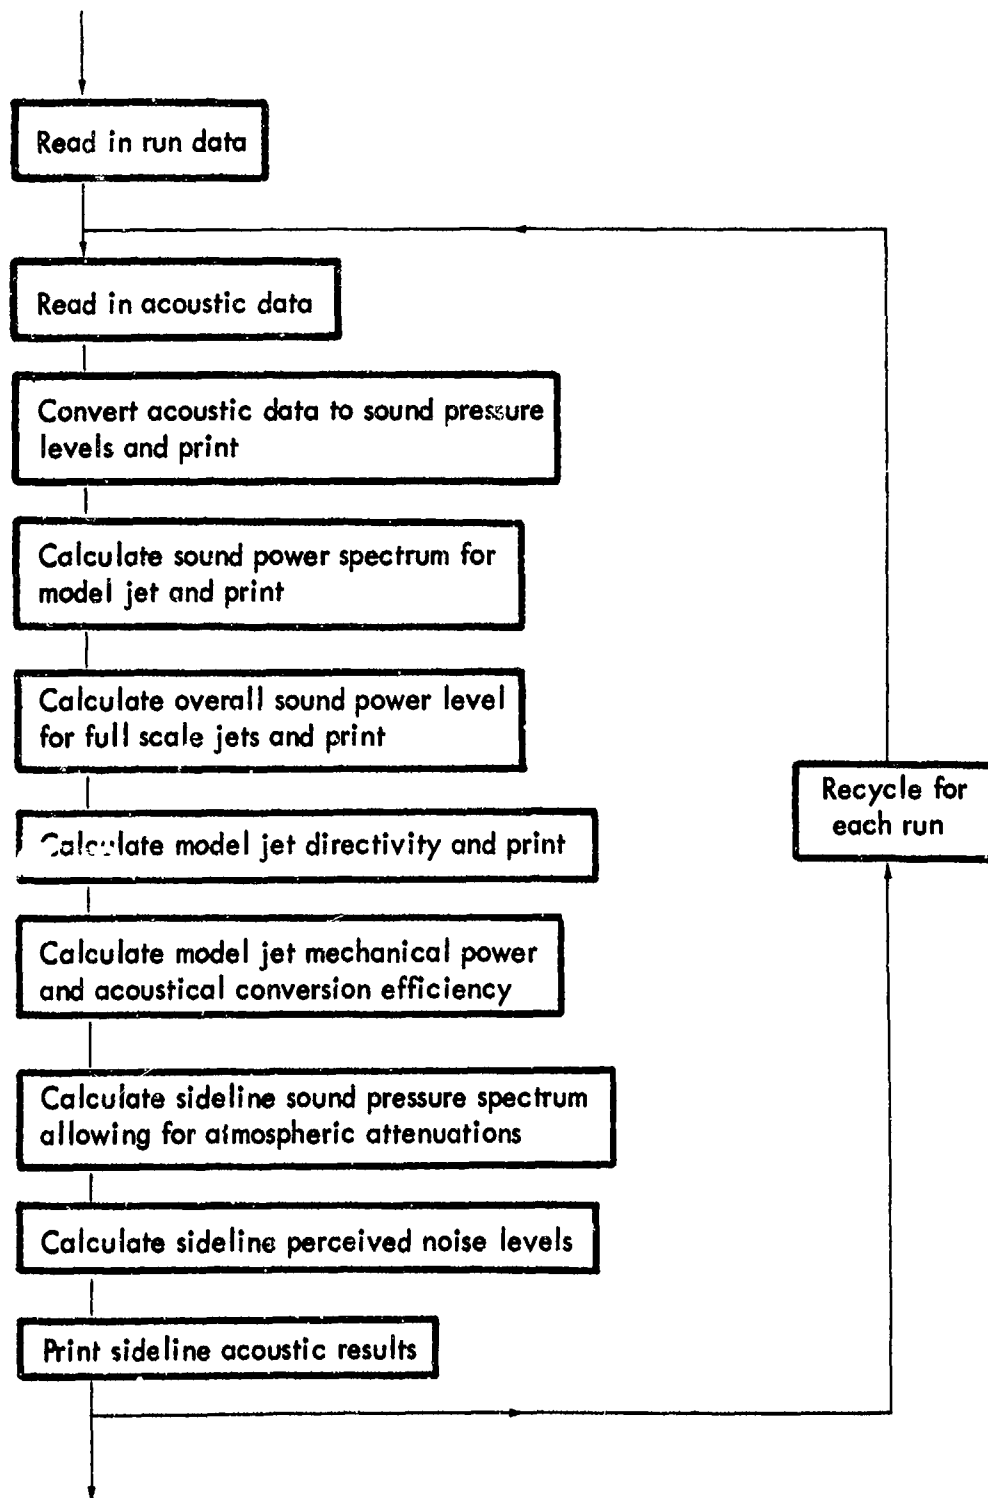 Read in run data
Read in acoustic data
Convert acoustic data to sound pressure
levels and print
Calculate sound power spectrum for
model jet and print
Calculate overall sound power level
for full scale jets and print
Calculate model jet directivity and print
Calculate model jet mechanical power
and acoustical conversion efficiency
Calculate sideline sound pressure spectrum
allowing for atmospheric attenuations
Calculate sideline perceived noise levels
Print sideline acoustic results
Recycle for
each run